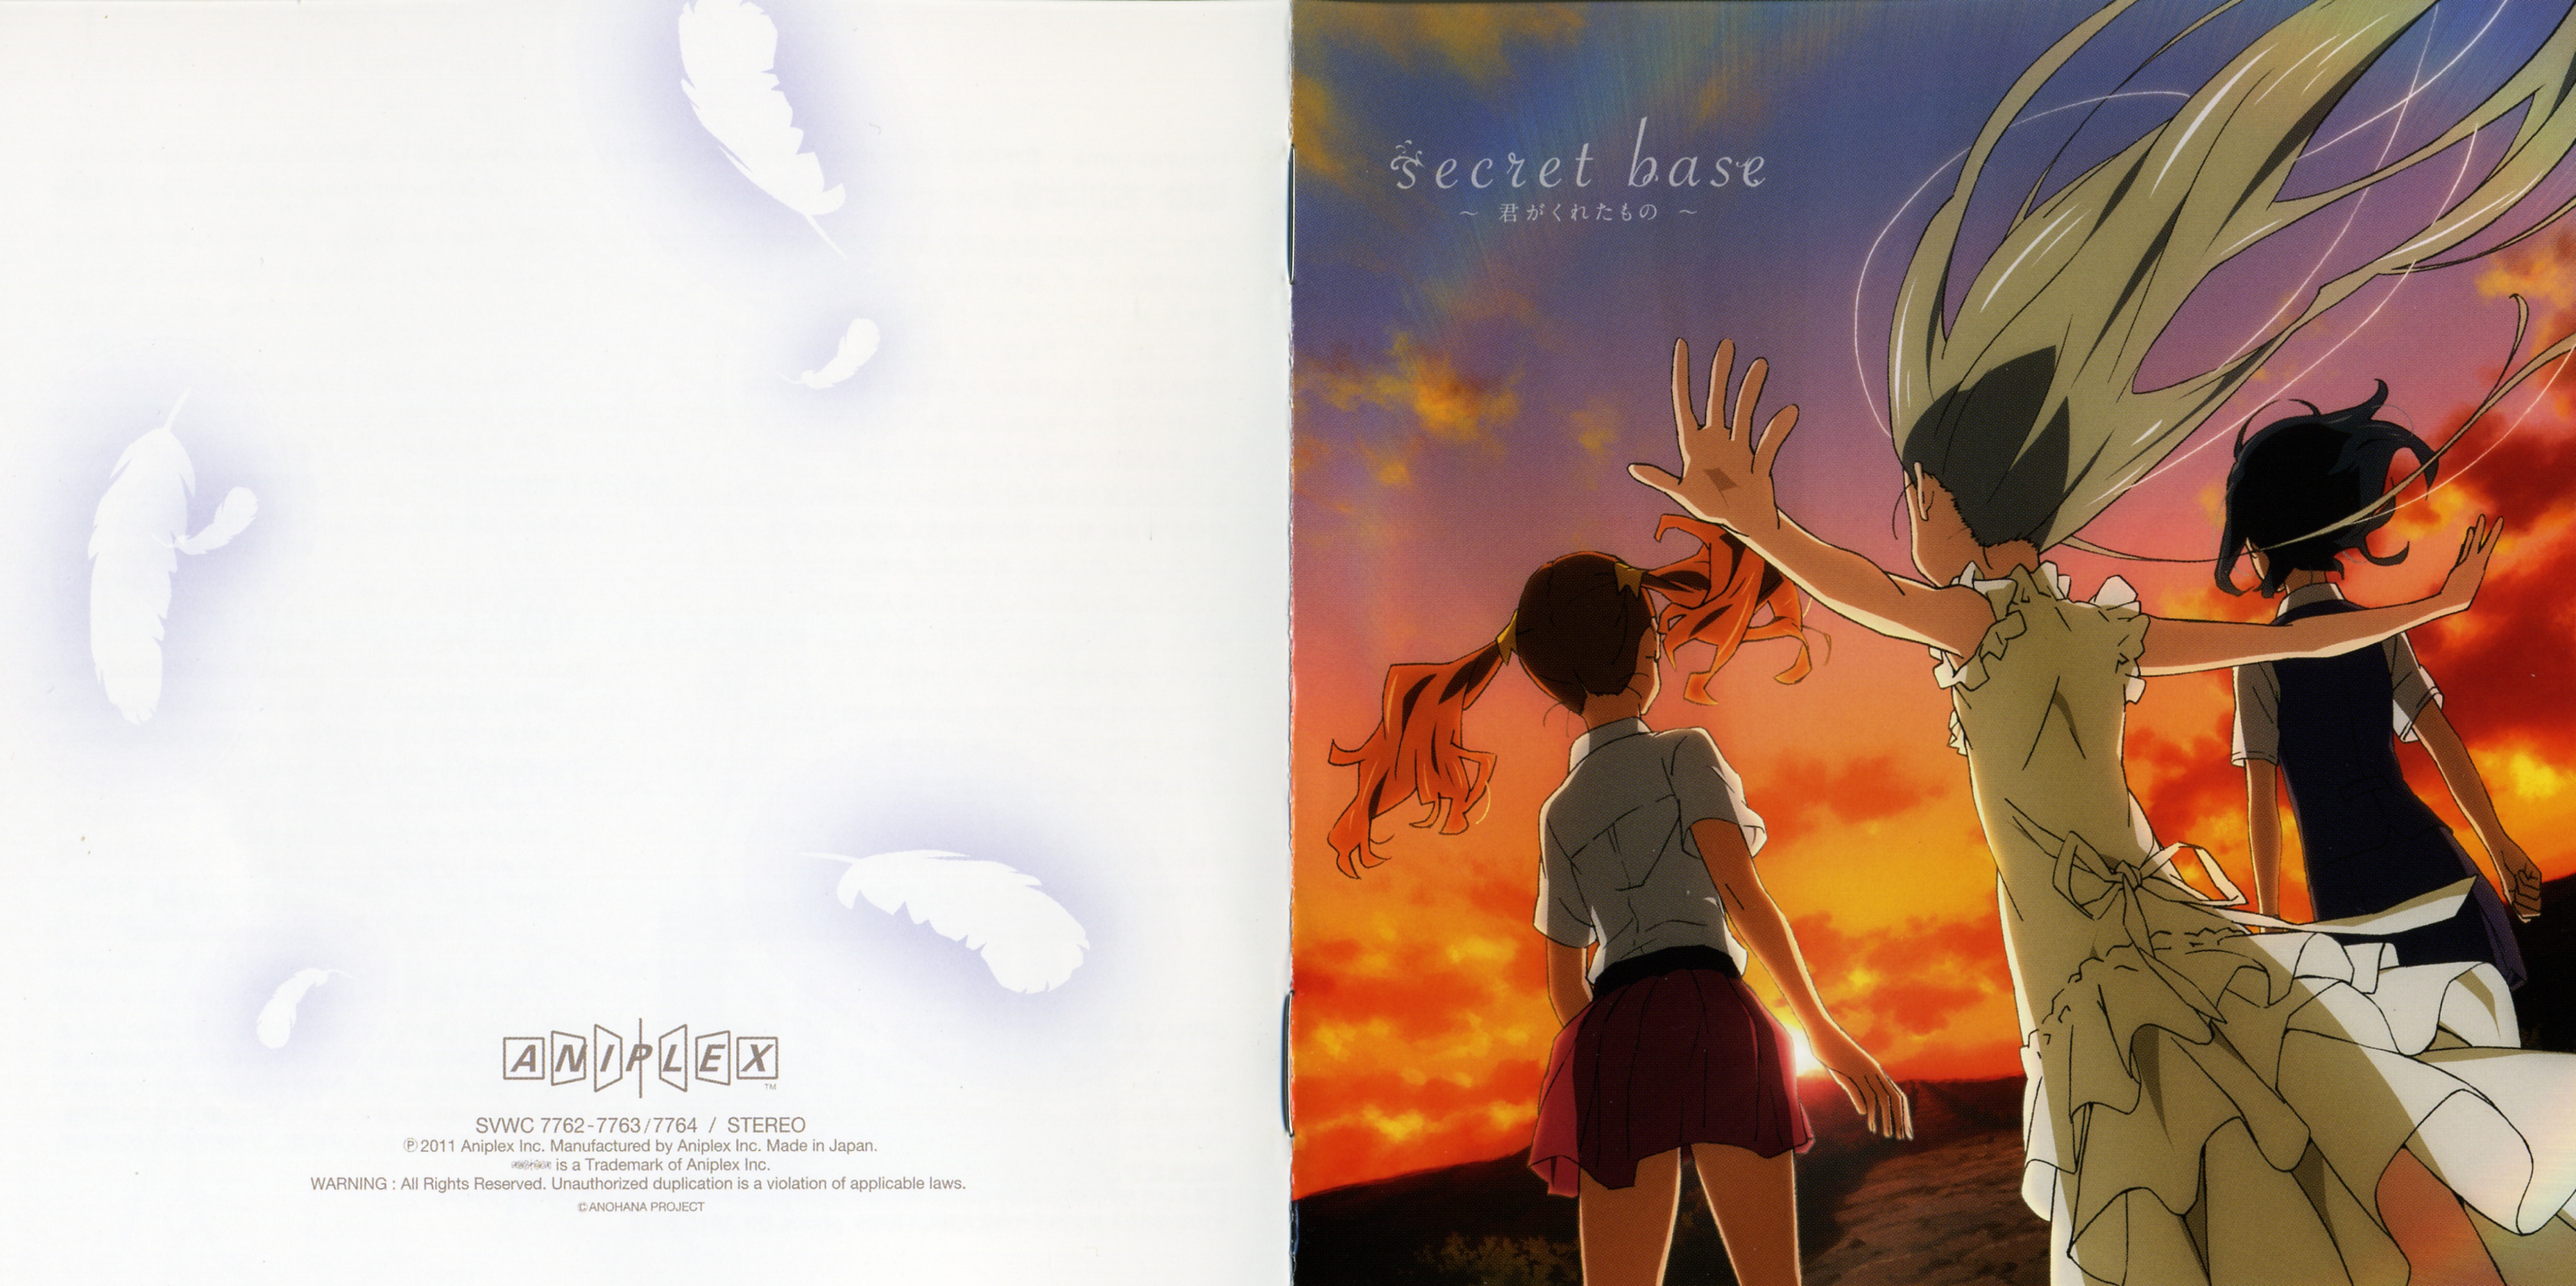 ANIPLEX
TM
SVWC 7762-7763/7764 / STEREO
Ⓟ2011 Aniplex Inc. Manufactured by Aniplex Inc. Made in Japan.
is a Trademark of Aniplex Inc.
WARNING : All Rights Reserved. Unauthorized duplication is a violation of applicable laws.
©ANOHANA PROJECT
secret base
～ 君がくれたもの ～